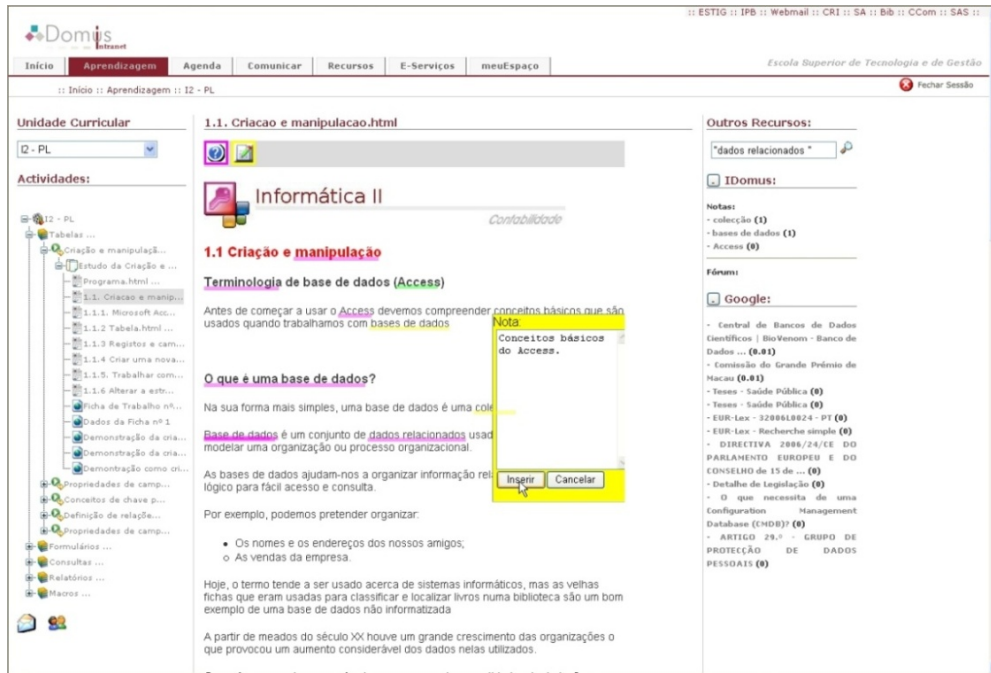 :: ESTIG :: IPB :: Webmail :: CRI :: SA :: Bib :: CCom :: SAS ::
Domus
Intranet
Início Aprendizagem Agenda Comunicar Recursos E-Serviços meuEspaço
Escola Superior de Tecnologia e de Gestão
:: Início :: Aprendizagem :: I2 - PL
Fechar Sessão
Unidade Curricular
I2 - PL
Actividades:
I2 - PL
Tabelas ...
Criação e manipulaçã...
Estudo da Criação e ...
Programa.html ...
1.1. Criacao e manip...
1.1.1. Microsoft Acc...
1.1.2 Tabela.html ...
1.1.3 Registos e cam...
1.1.4 Criar uma nova...
1.1.5. Trabalhar com...
1.1.6 Alterar a estr...
Ficha de Trabalho nº...
Dados da Ficha nº 1
Demonstração da cria...
Demonstração da cria...
Demontração como cri...
Propriedades de camp...
Conceitos de chave p...
Definição de relaçõe...
Propriedades de camp...
Formulários ...
Consultas ...
Relatórios ...
Macros ...
1.1. Criacao e manipulacao.html
Informática II
Contabilidade
1.1 Criação e manipulação
Terminologia de base de dados (Access)
Antes de começar a usar o Access devemos compreender conceitos básicos que são
usados quando trabalhamos com bases de dados
Nota:
Conceitos básicos
do Access.
Inserir Cancelar
O que é uma base de dados?
Na sua forma mais simples, uma base de dados é uma cole
Base de dados é um conjunto de dados relacionados usad
modelar uma organização ou processo organizacional.
As bases de dados ajudam-nos a organizar informação rel
lógico para fácil acesso e consulta.
Por exemplo, podemos pretender organizar:
• Os nomes e os endereços dos nossos amigos;
o As vendas da empresa.
Hoje, o termo tende a ser usado acerca de sistemas informáticos, mas as velhas
fichas que eram usadas para classificar e localizar livros numa biblioteca são um bom
exemplo de uma base de dados não informatizada
A partir de meados do século XX houve um grande crescimento das organizações o
que provocou um aumento considerável dos dados nelas utilizados.
Outros Recursos:
"dados relacionados "
IDomus:
Notas:
- colecção (1)
- bases de dados (1)
- Access (0)
Fórum:
Google:
- Central de Bancos de Dados
Científicos | BioVenom - Banco de
Dados ... (0.01)
- Comissão do Grande Prémio de
Macau (0.01)
- Teses - Saúde Pública (0)
- Teses - Saúde Pública (0)
- EUR-Lex - 32006L0024 - PT (0)
- EUR-Lex - Recherche simple (0)
- DIRECTIVA 2006/24/CE DO
PARLAMENTO EUROPEU E DO
CONSELHO de 15 de ... (0)
- Detalhe de Legislação (0)
- O que necessita de uma
Configuration Management
Database (CMDB)? (0)
- ARTIGO 29.º - GRUPO DE
PROTECÇÃO DE DADOS
PESSOAIS (0)